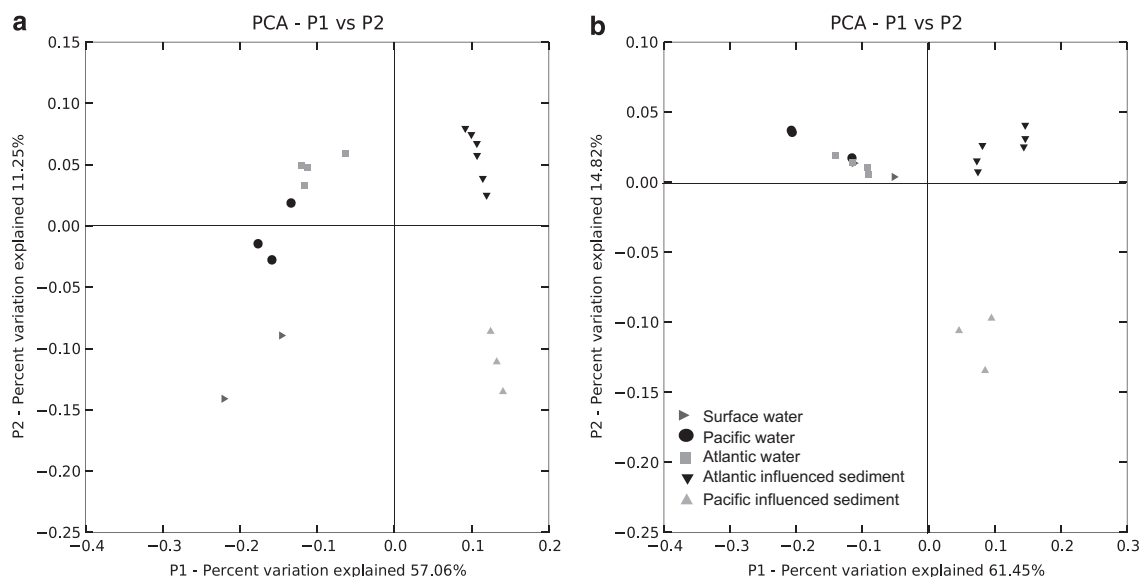 a
PCA - P1 vs P2
0.15
0.10
0.05
0.00
−0.05
−0.10
−0.15
−0.20
−0.25
P2 - Percent variation explained 11.25%
−0.4
−0.3
−0.2
−0.1
0.0
0.1
0.2
P1 - Percent variation explained 57.06%
b
PCA - P1 vs P2
0.10
0.05
0.00
−0.05
−0.10
−0.15
−0.20
−0.25
P2 - Percent variation explained 14.82%
Surface water
Pacific water
Atlantic water
Atlantic influenced sediment
Pacific influenced sediment
−0.4
−0.3
−0.2
−0.1
0.0
0.1
0.2
0.3
P1 - Percent variation explained 61.45%